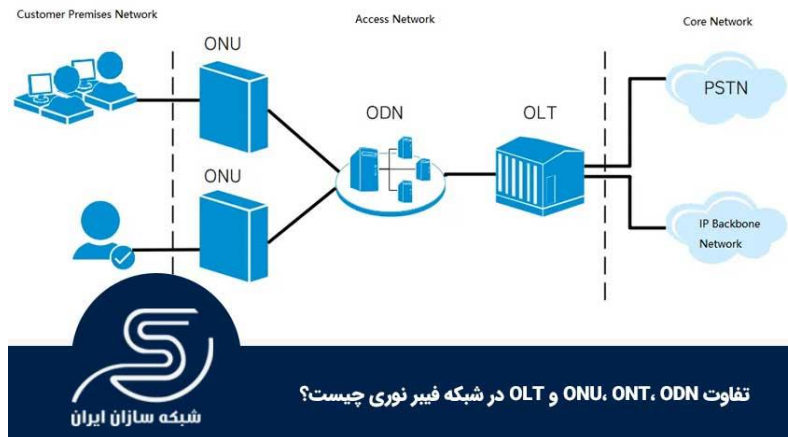 Customer Premises Network
Access Network
Core Network
ONU
ODN
OLT
PSTN
ONU
IP Backbone
Network
تفاوت ONU، ONT، ODN و OLT در شبکه فیبر نوری چیست؟
شبکه سازان ایران